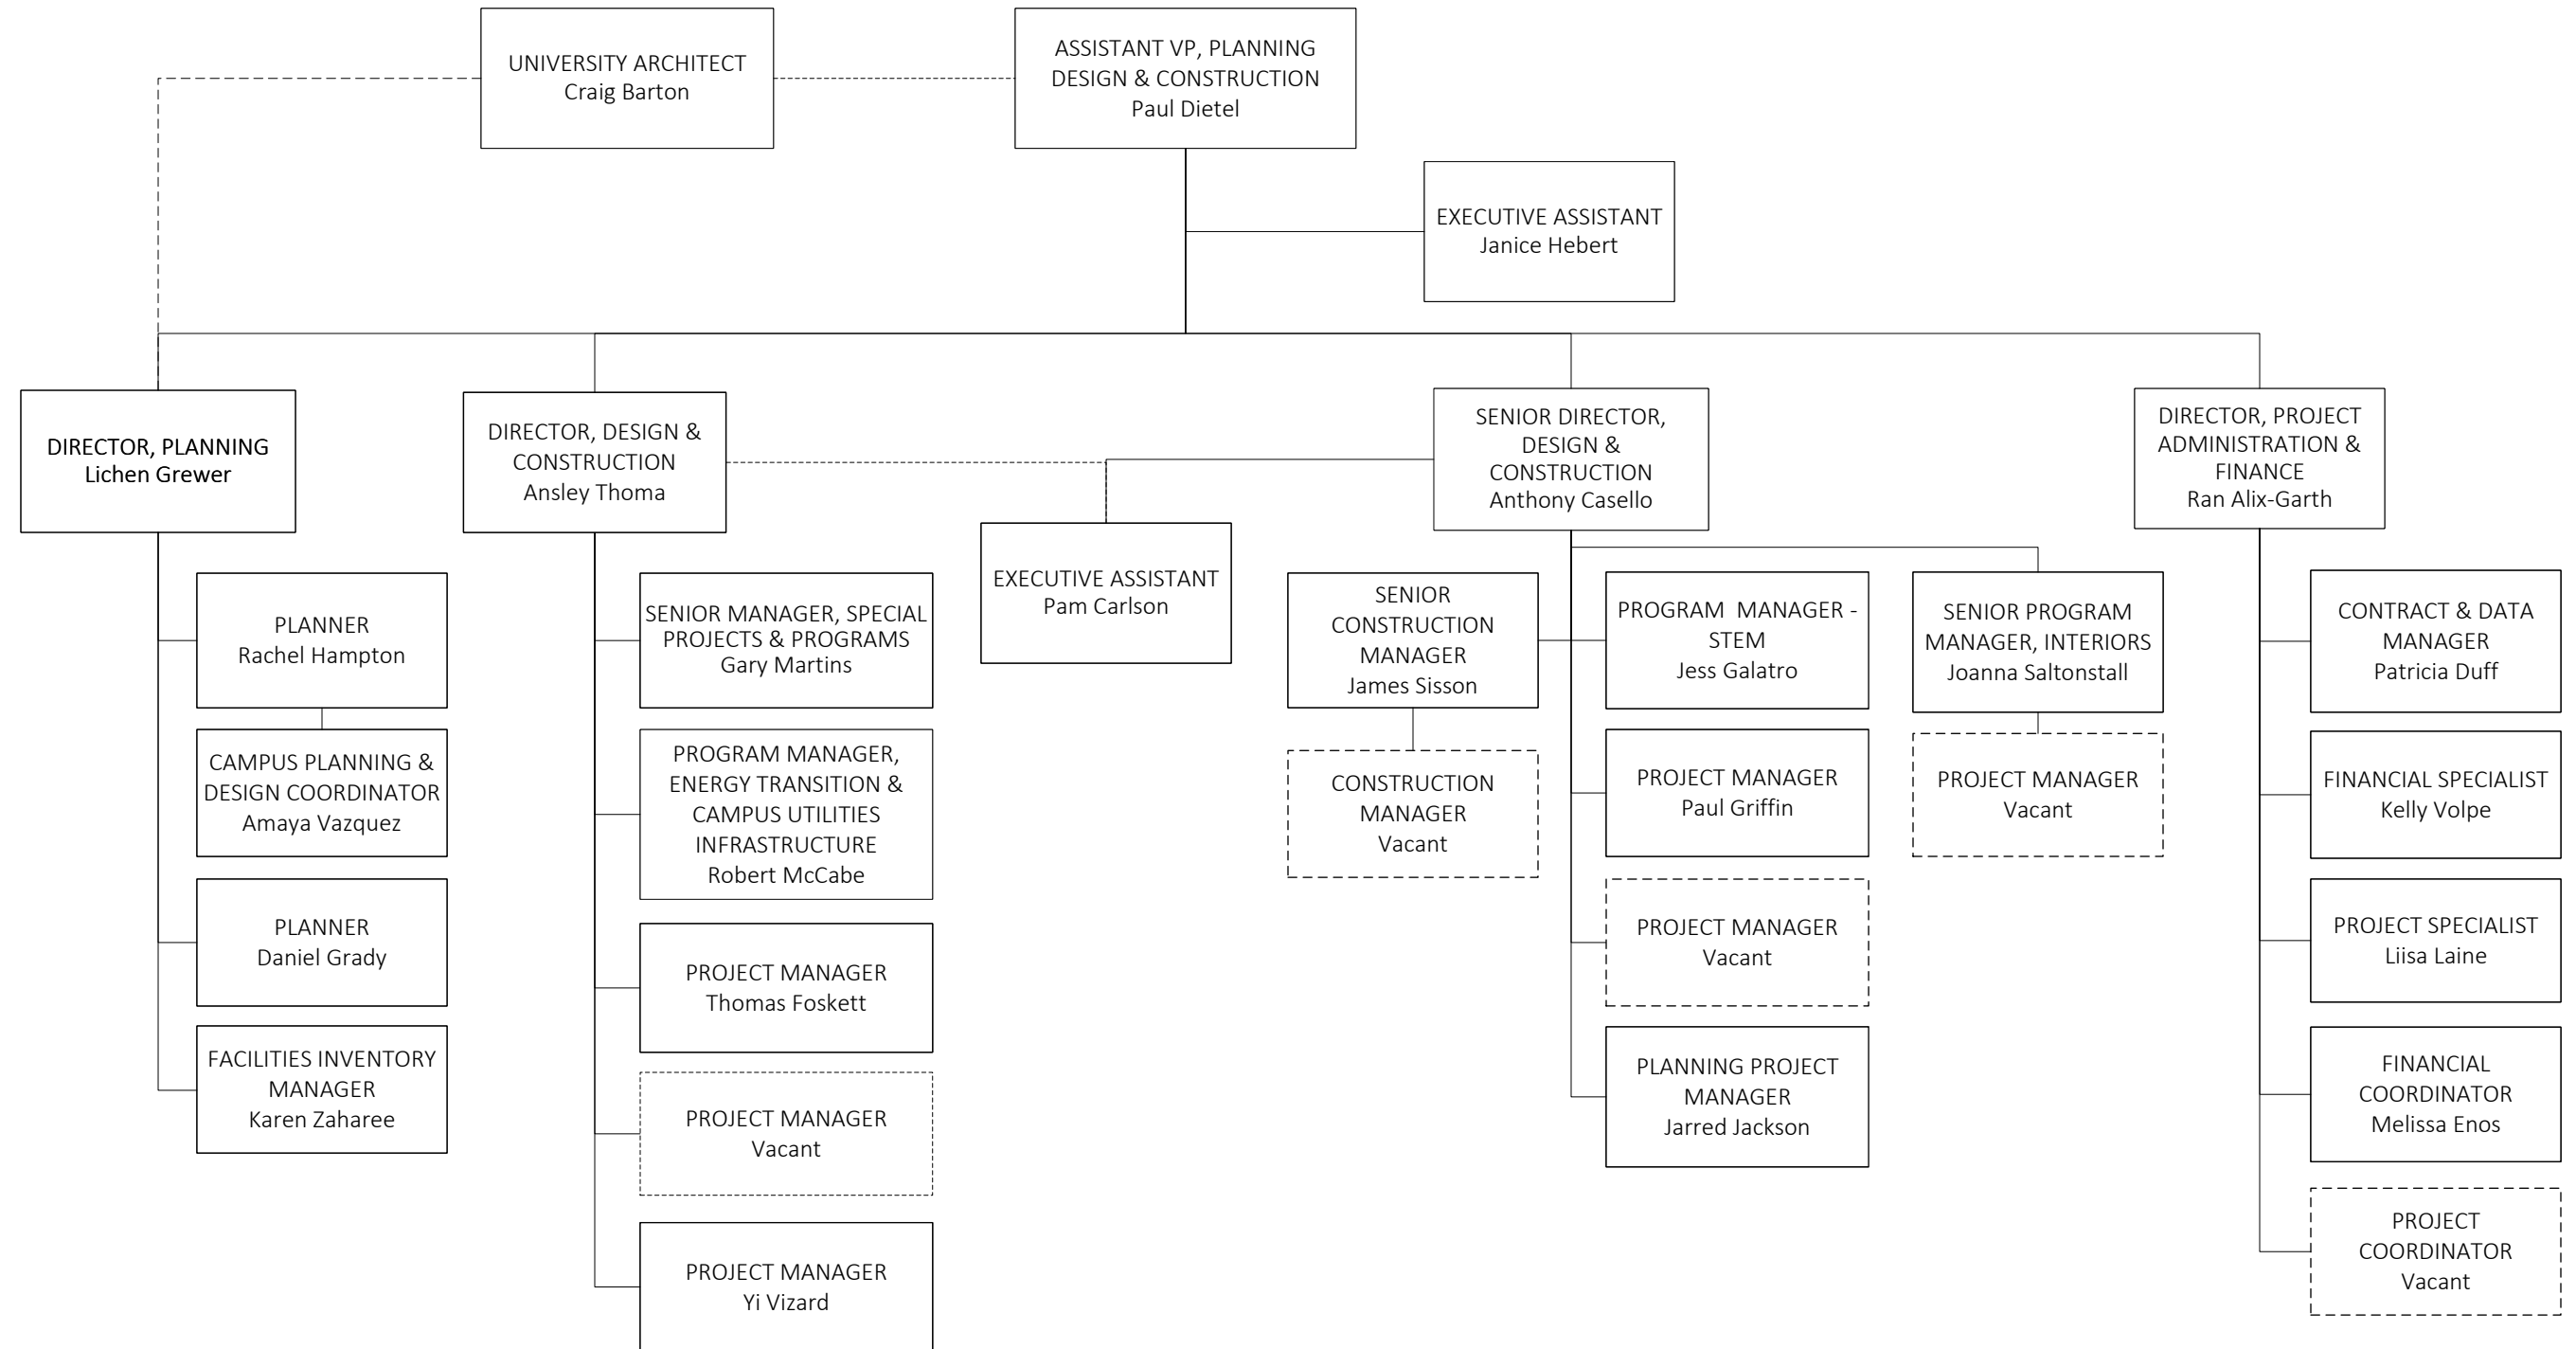 UNIVERSITY ARCHITECT
Craig Barton
ASSISTANT VP, PLANNING
DESIGN & CONSTRUCTION
Paul Dietel
EXECUTIVE ASSISTANT
Janice Hebert
DIRECTOR, PLANNING
Lichen Grewer
DIRECTOR, DESIGN &
CONSTRUCTION
Ansley Thoma
SENIOR DIRECTOR,
DESIGN &
CONSTRUCTION
Anthony Casello
DIRECTOR, PROJECT
ADMINISTRATION &
FINANCE
Ran Alix-Garth
PLANNER
Rachel Hampton
CAMPUS PLANNING &
DESIGN COORDINATOR
Amaya Vazquez
PLANNER
Daniel Grady
FACILITIES INVENTORY
MANAGER
Karen Zaharee
SENIOR MANAGER, SPECIAL
PROJECTS & PROGRAMS
Gary Martins
PROGRAM MANAGER,
ENERGY TRANSITION &
CAMPUS UTILITIES
INFRASTRUCTURE
Robert McCabe
PROJECT MANAGER
Thomas Foskett
PROJECT MANAGER
Vacant
PROJECT MANAGER
Yi Vizard
EXECUTIVE ASSISTANT
Pam Carlson
SENIOR
CONSTRUCTION
MANAGER
James Sisson
CONSTRUCTION
MANAGER
Vacant
PROGRAM  MANAGER -
STEM
Jess Galatro
PROJECT MANAGER
Paul Griffin
PROJECT MANAGER
Vacant
PLANNING PROJECT
MANAGER
Jarred Jackson
SENIOR PROGRAM
MANAGER, INTERIORS
Joanna Saltonstall
PROJECT MANAGER
Vacant
CONTRACT & DATA
MANAGER
Patricia Duff
FINANCIAL SPECIALIST
Kelly Volpe
PROJECT SPECIALIST
Liisa Laine
FINANCIAL
COORDINATOR
Melissa Enos
PROJECT
COORDINATOR
Vacant